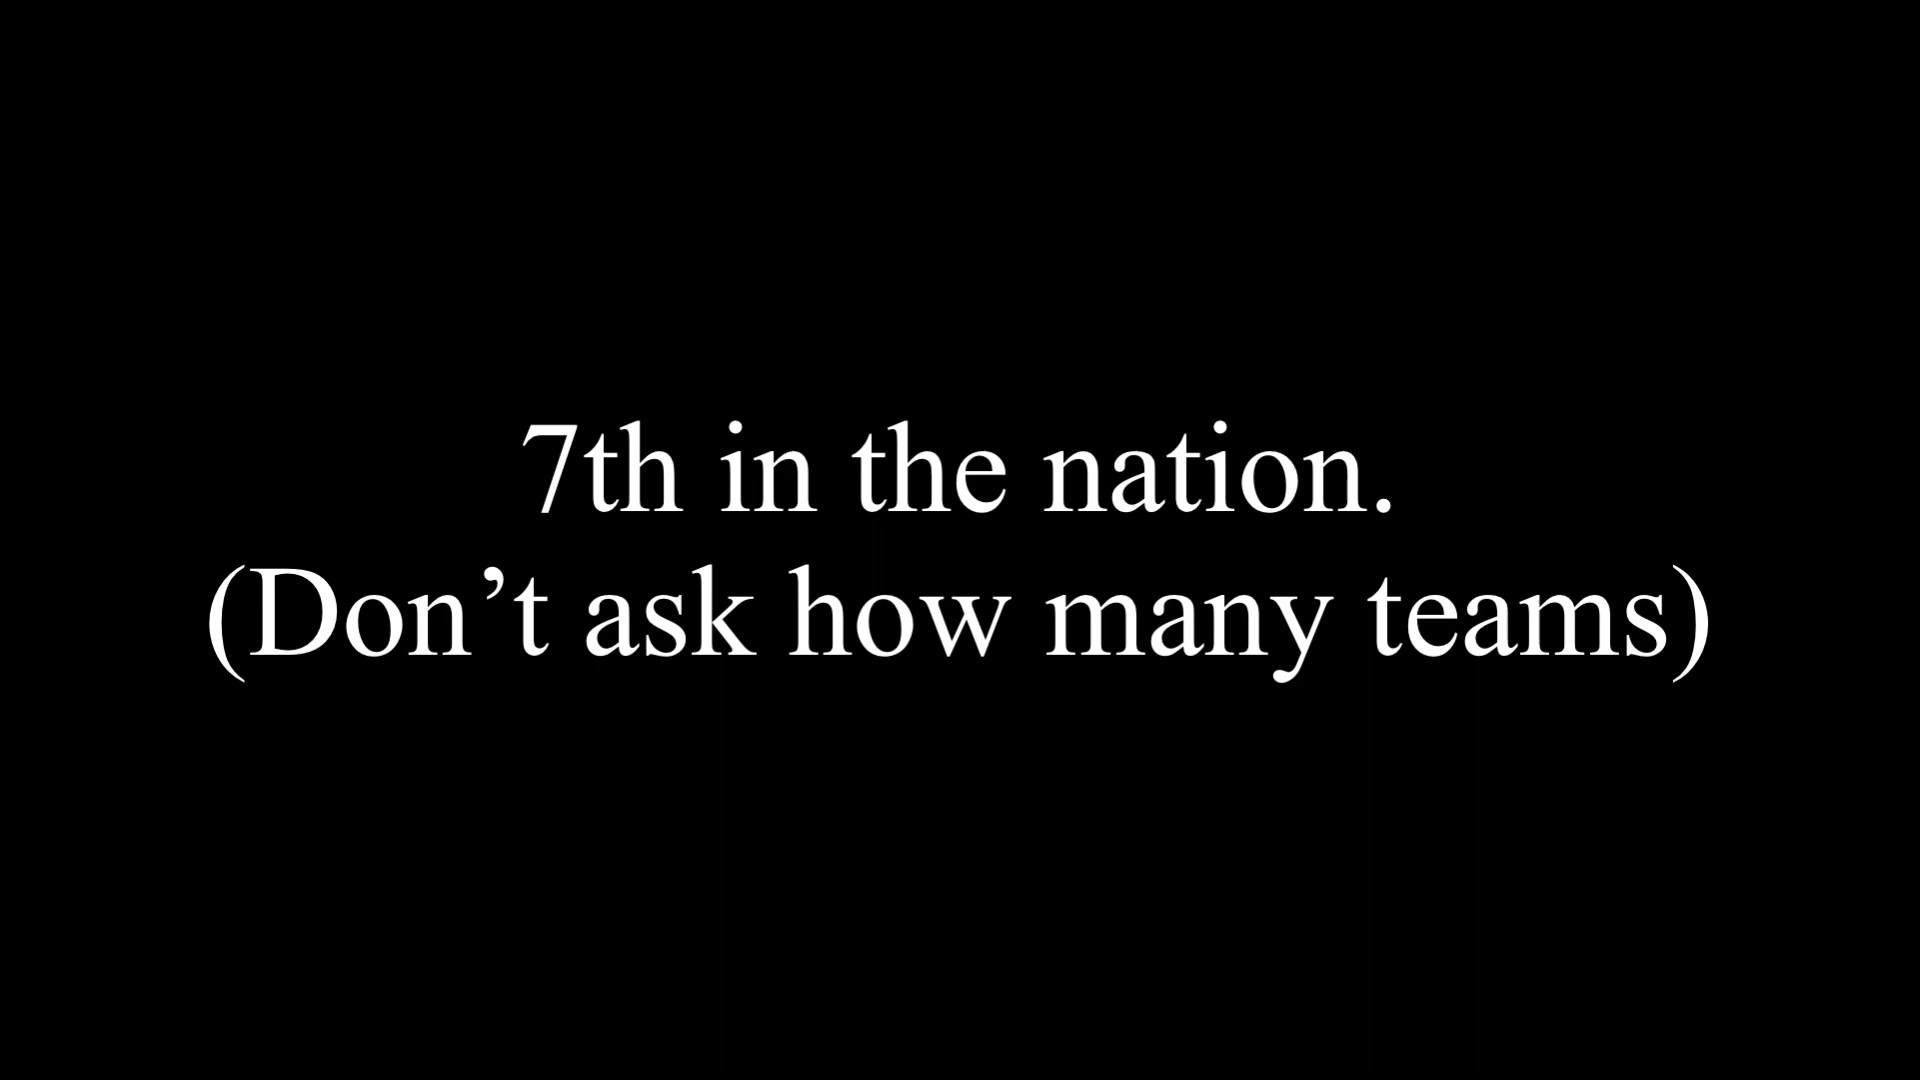 7th in the nation.
(Don’t ask how many teams)